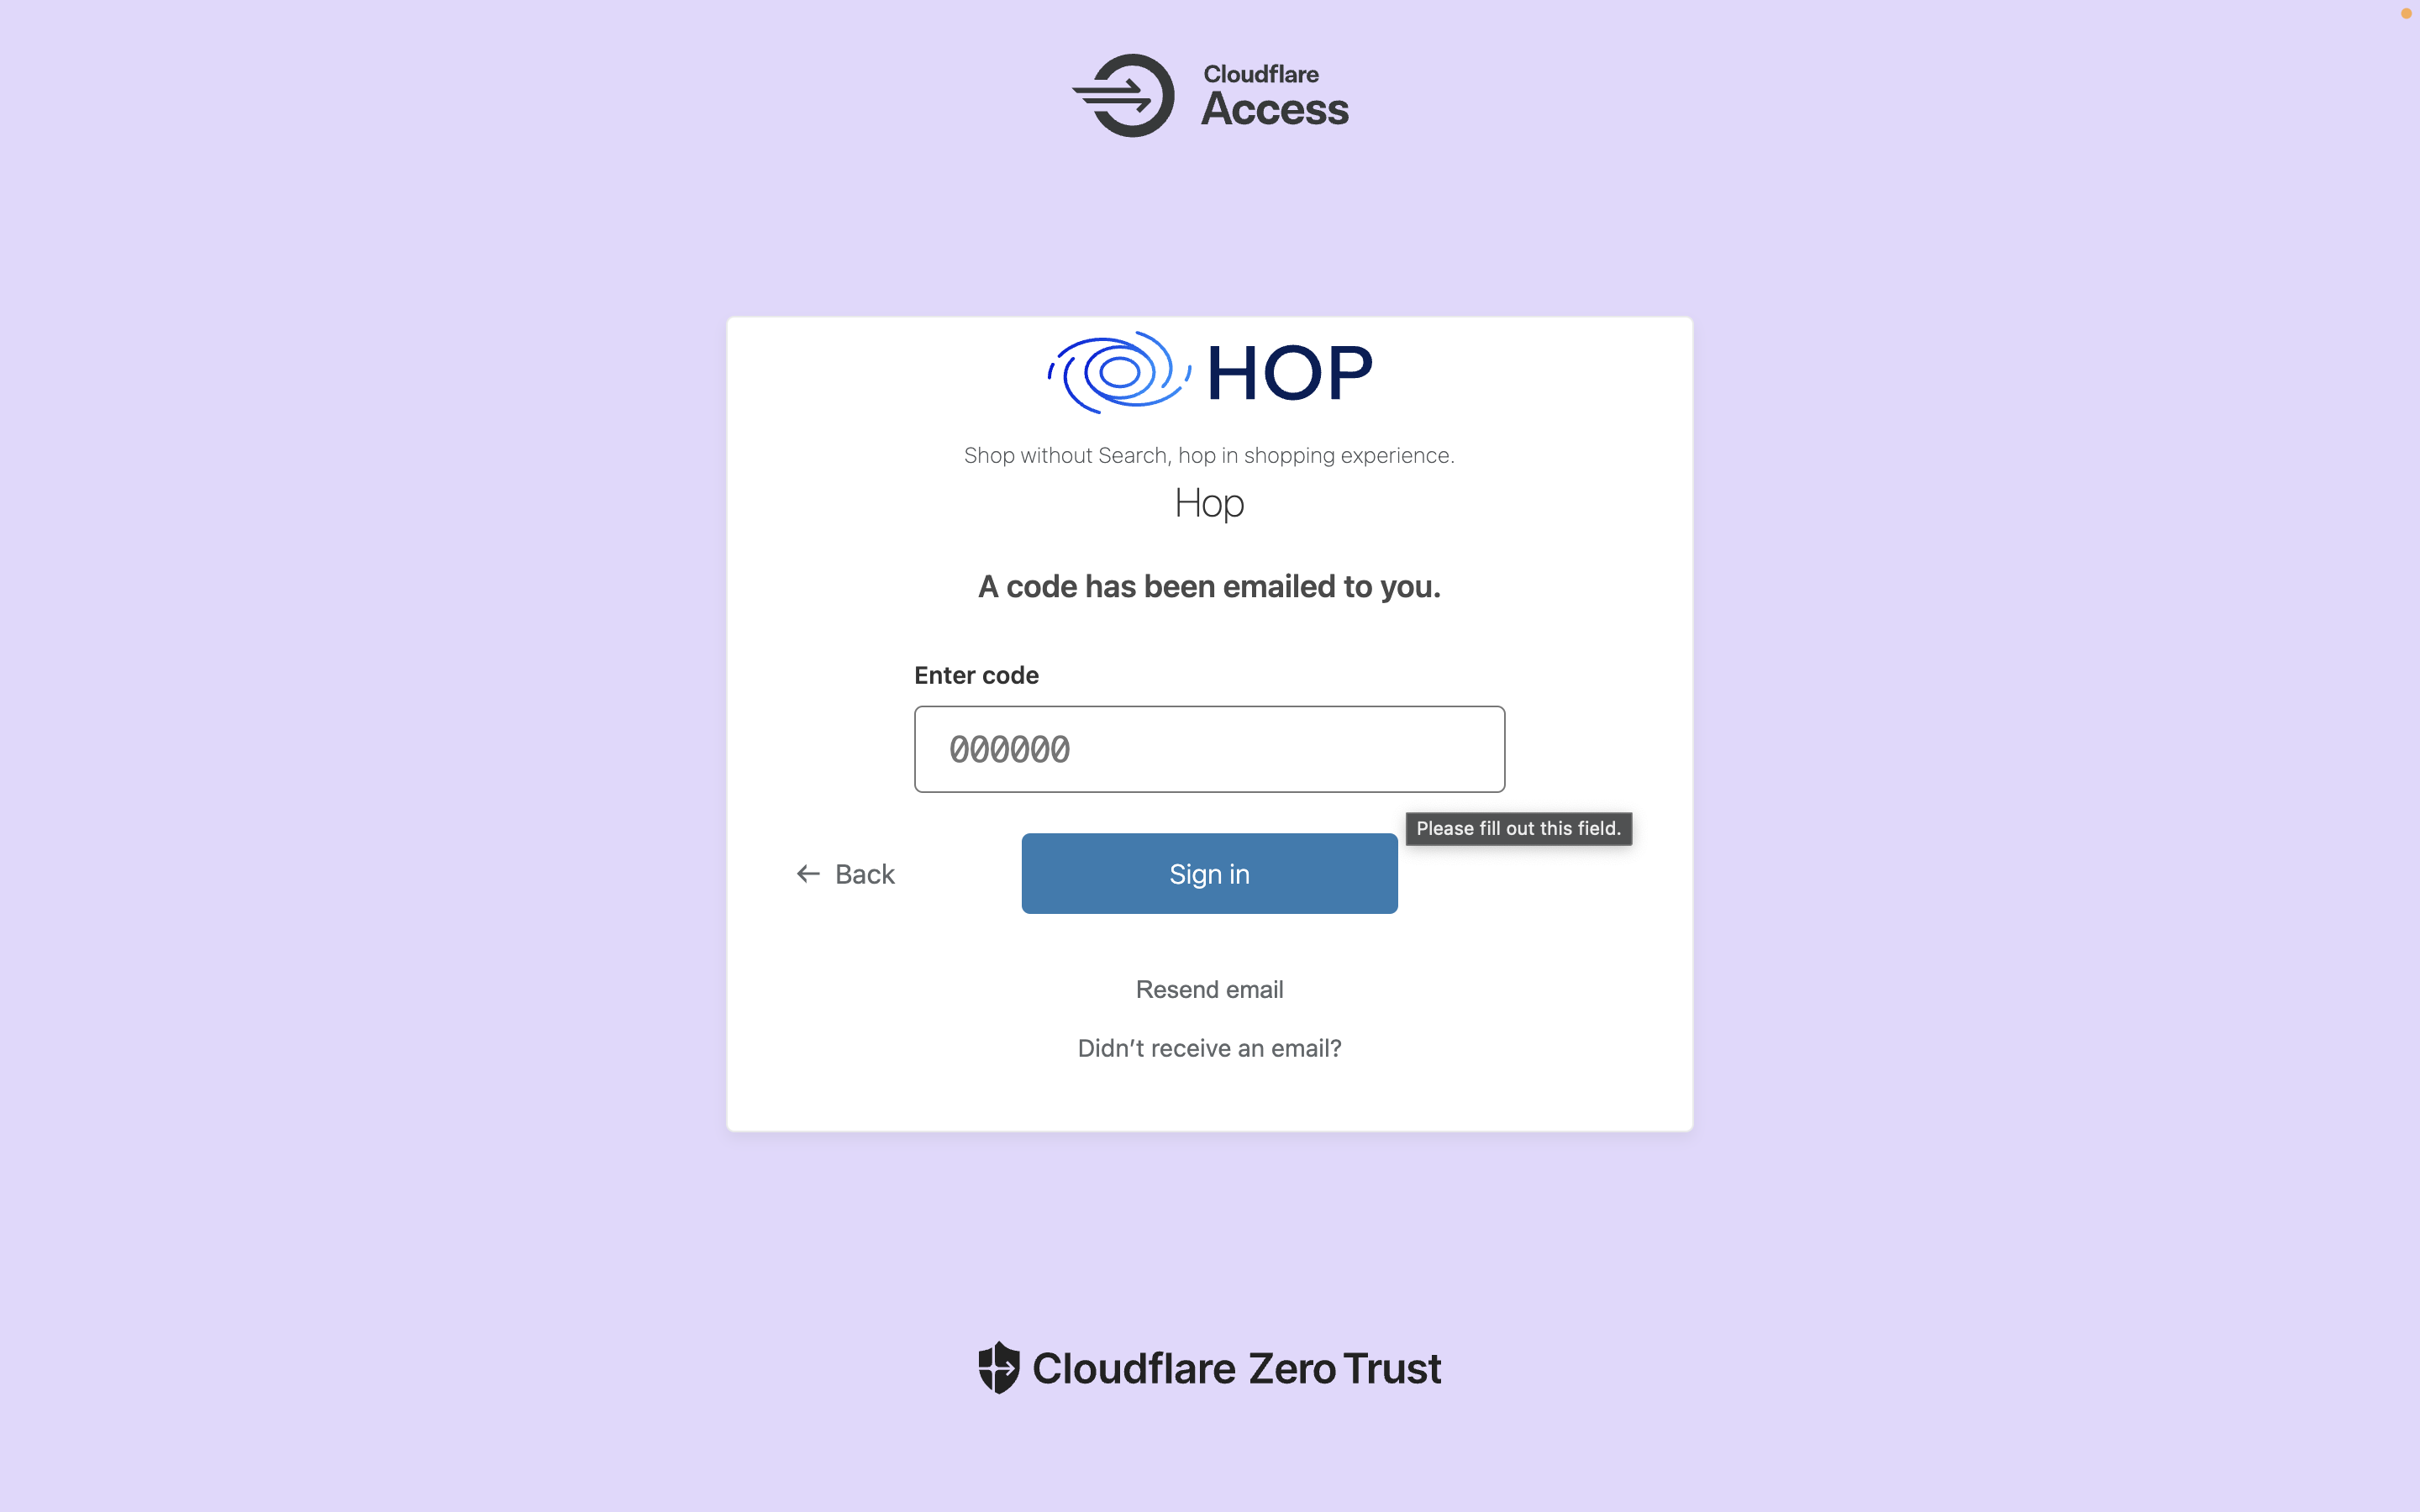 Cloudflare
Access
HOP
Shop without Search, hop in shopping experience.
Hop
A code has been emailed to you.
Enter code
000000
Please fill out this field.
← Back
Sign in
Resend email
Didn’t receive an email?
Cloudflare Zero Trust